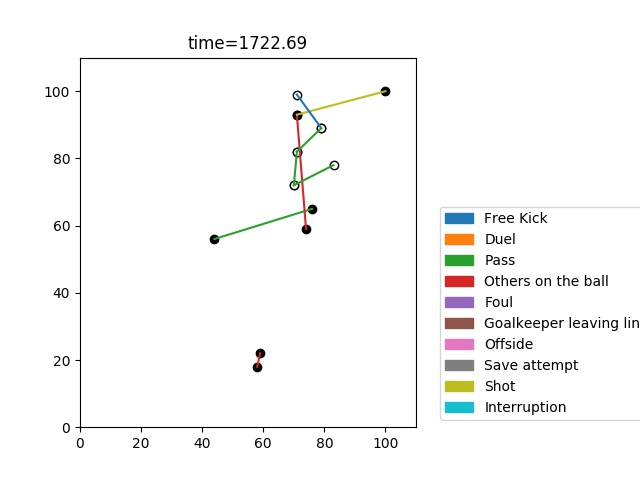 time=1722.69
100
80
60
40
20
0
0 20 40 60 80 100
Free Kick
Duel
Pass
Others on the ball
Foul
Goalkeeper leaving lin
Offside
Save attempt
Shot
Interruption